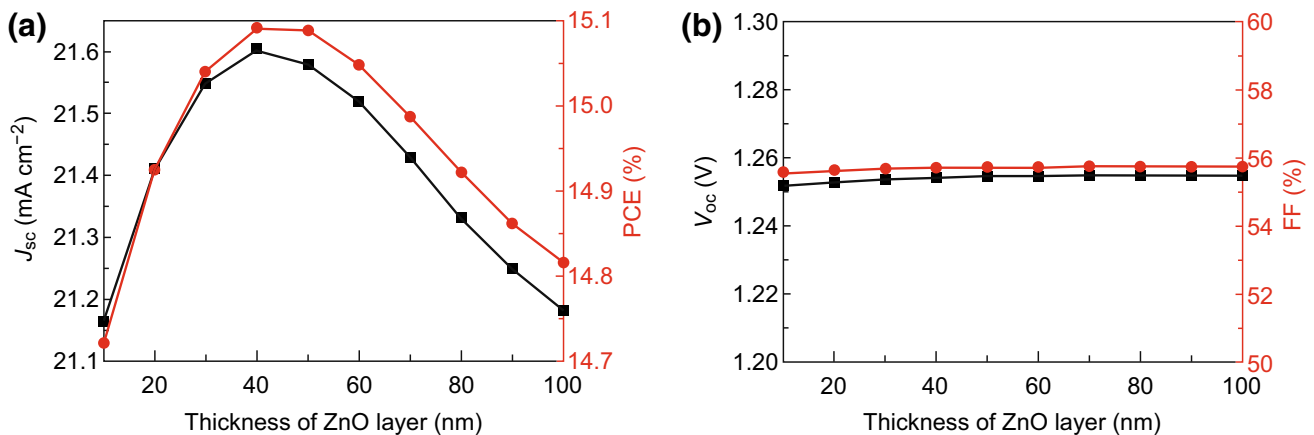 (a)
J_sc (mA cm⁻²)
21.6
21.5
21.4
21.3
21.2
21.1
20 40 60 80 100
Thickness of ZnO layer (nm)
15.1
15.0
14.9
14.8
14.7
PCE (%)
(b)
V_oc (V)
1.30
1.28
1.26
1.24
1.22
1.20
20 40 60 80 100
Thickness of ZnO layer (nm)
60
58
56
54
52
50
FF (%)